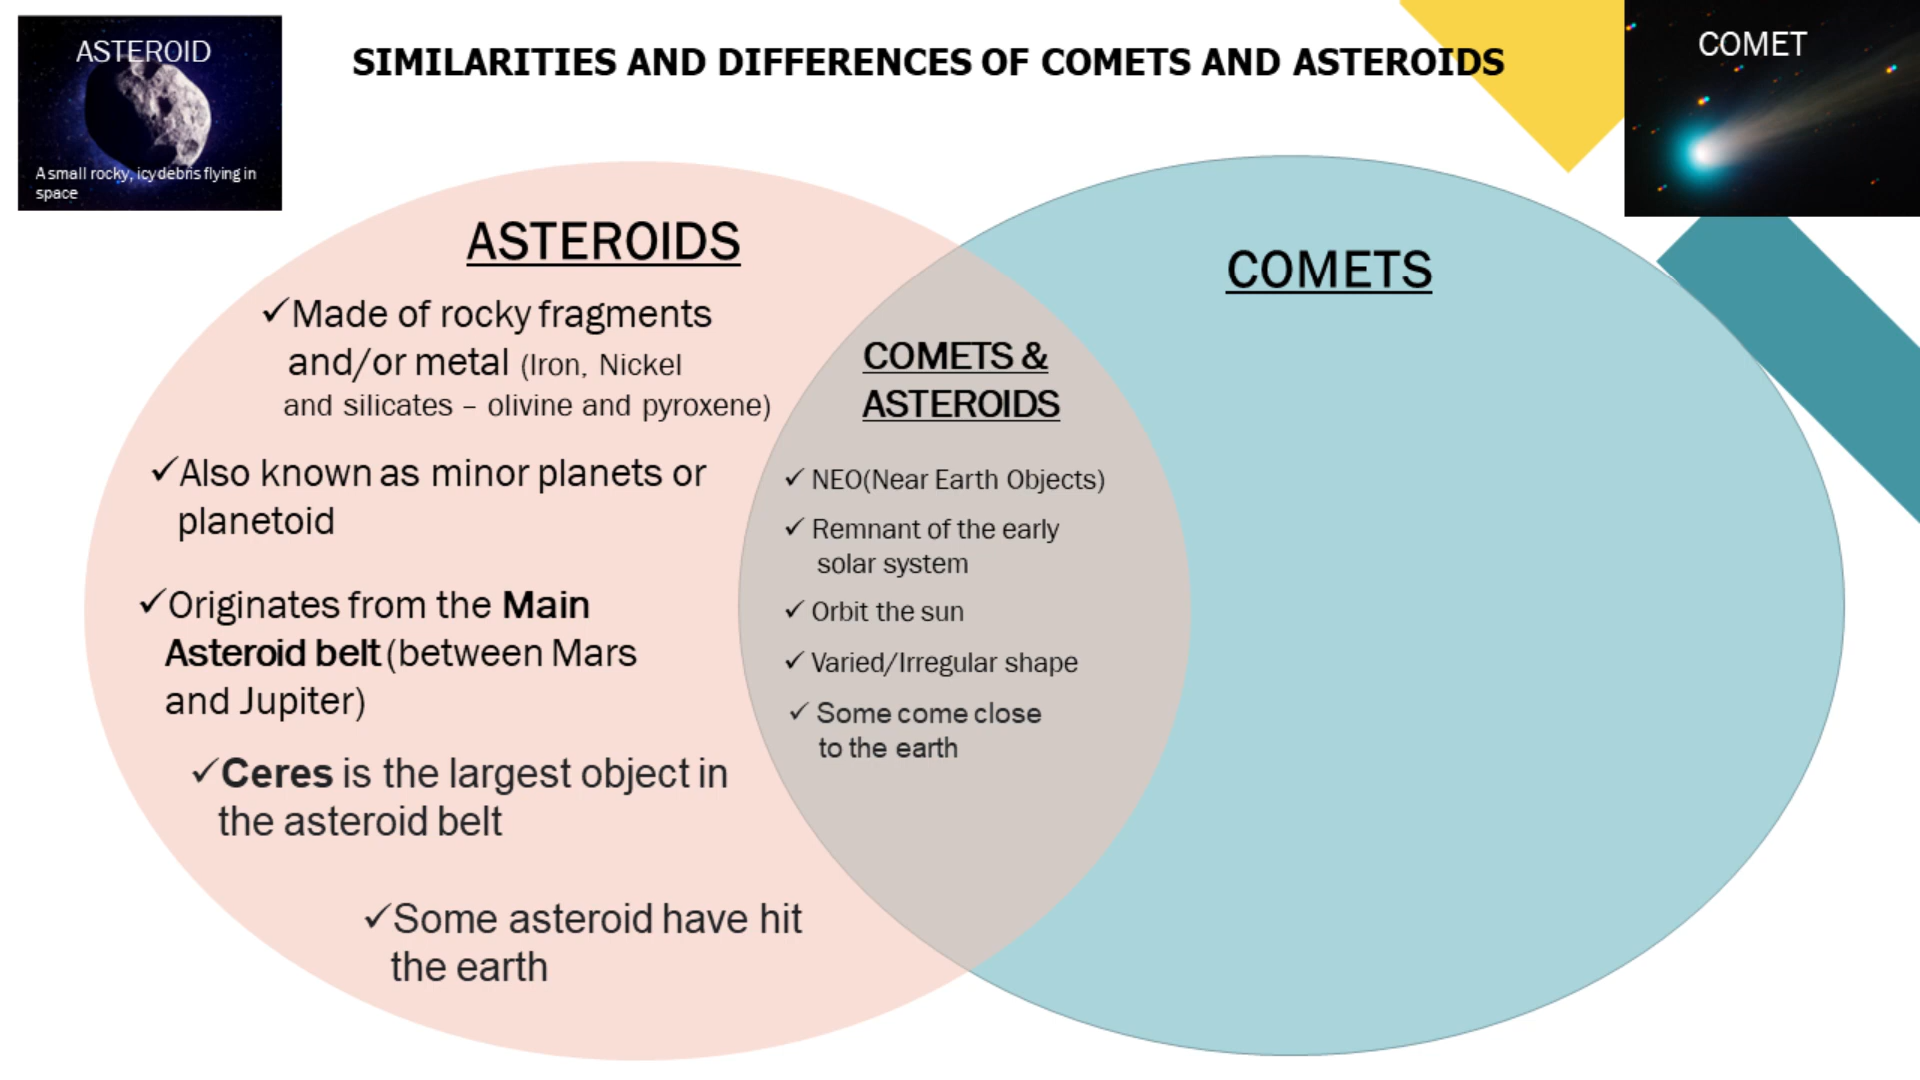 ASTEROID
A small rocky, icy debris flying in
space
SIMILARITIES AND DIFFERENCES OF COMETS AND ASTEROIDS
COMET
ASTEROIDS
✓Made of rocky fragments
and/or metal (Iron, Nickel
and silicates – olivine and pyroxene)
✓Also known as minor planets or
planetoid
✓Originates from the Main
Asteroid belt (between Mars
and Jupiter)
✓Ceres is the largest object in
the asteroid belt
✓Some asteroid have hit
the earth
COMETS &
ASTEROIDS
✓ NEO(Near Earth Objects)
✓ Remnant of the early
solar system
✓ Orbit the sun
✓ Varied/Irregular shape
✓ Some come close
to the earth
COMETS